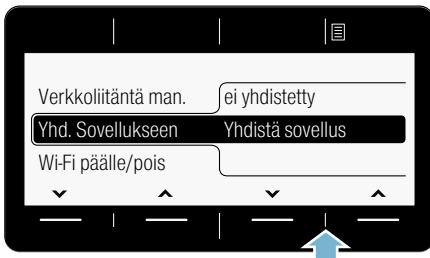 Verkkoliitäntä man. ei yhdistetty
Yhd. Sovellukseen Yhdistä sovellus
Wi-Fi päälle/pois